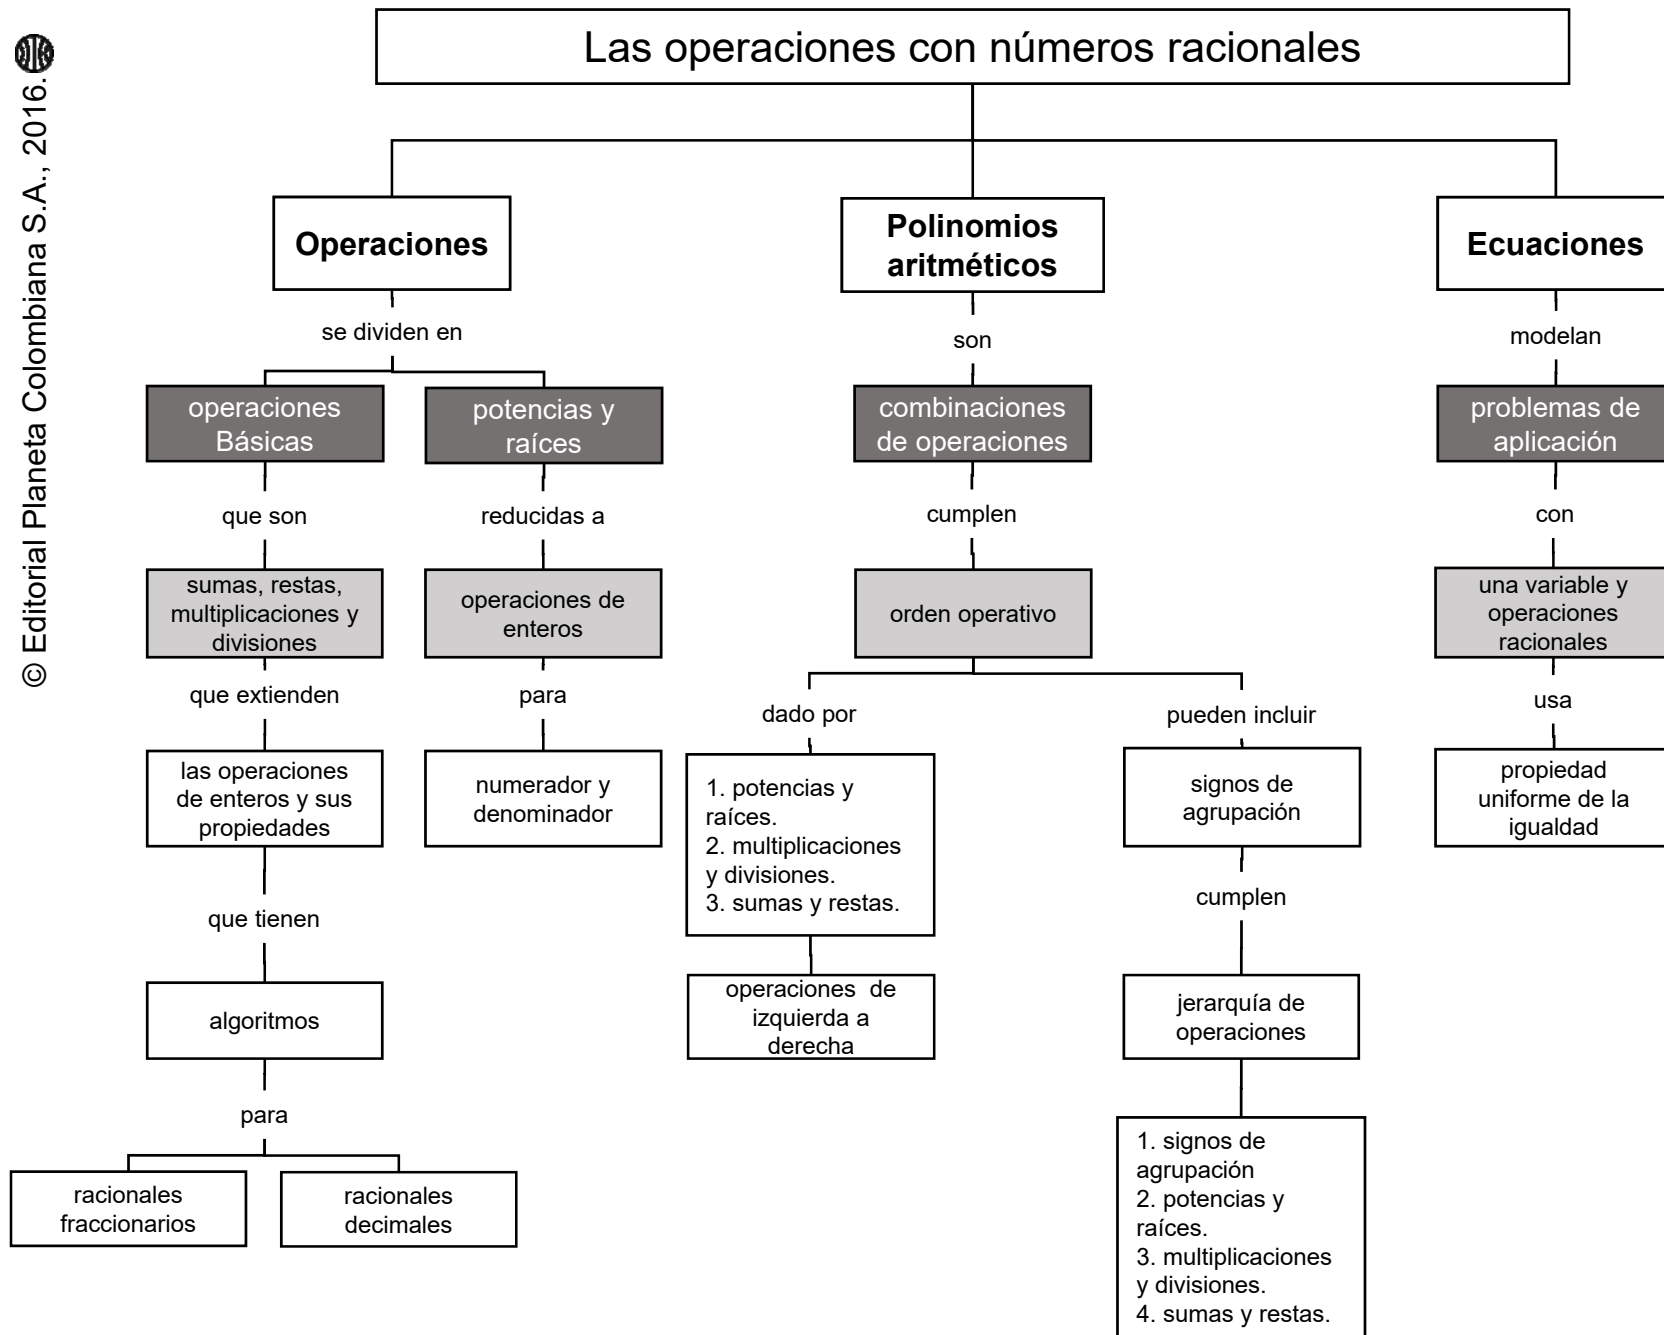 © Editorial Planeta Colombiana S.A., 2016.
Las operaciones con números racionales
Operaciones
se dividen en
operaciones
Básicas
que son
sumas, restas,
multiplicaciones y
divisiones
que extienden
las operaciones
de enteros y sus
propiedades
que tienen
algoritmos
para
racionales
fraccionarios
racionales
decimales
potencias y
raíces
reducidas a
operaciones de
enteros
para
numerador y
denominador
Polinomios
aritméticos
son
combinaciones
de operaciones
cumplen
orden operativo
dado por
1. potencias y
raíces.
2. multiplicaciones
y divisiones.
3. sumas y restas.
operaciones de
izquierda a
derecha
pueden incluir
signos de
agrupación
cumplen
jerarquía de
operaciones
1. signos de
agrupación
2. potencias y
raíces.
3. multiplicaciones
y divisiones.
4. sumas y restas.
Ecuaciones
modelan
problemas de
aplicación
con
una variable y
operaciones
racionales
usa
propiedad
uniforme de la
igualdad